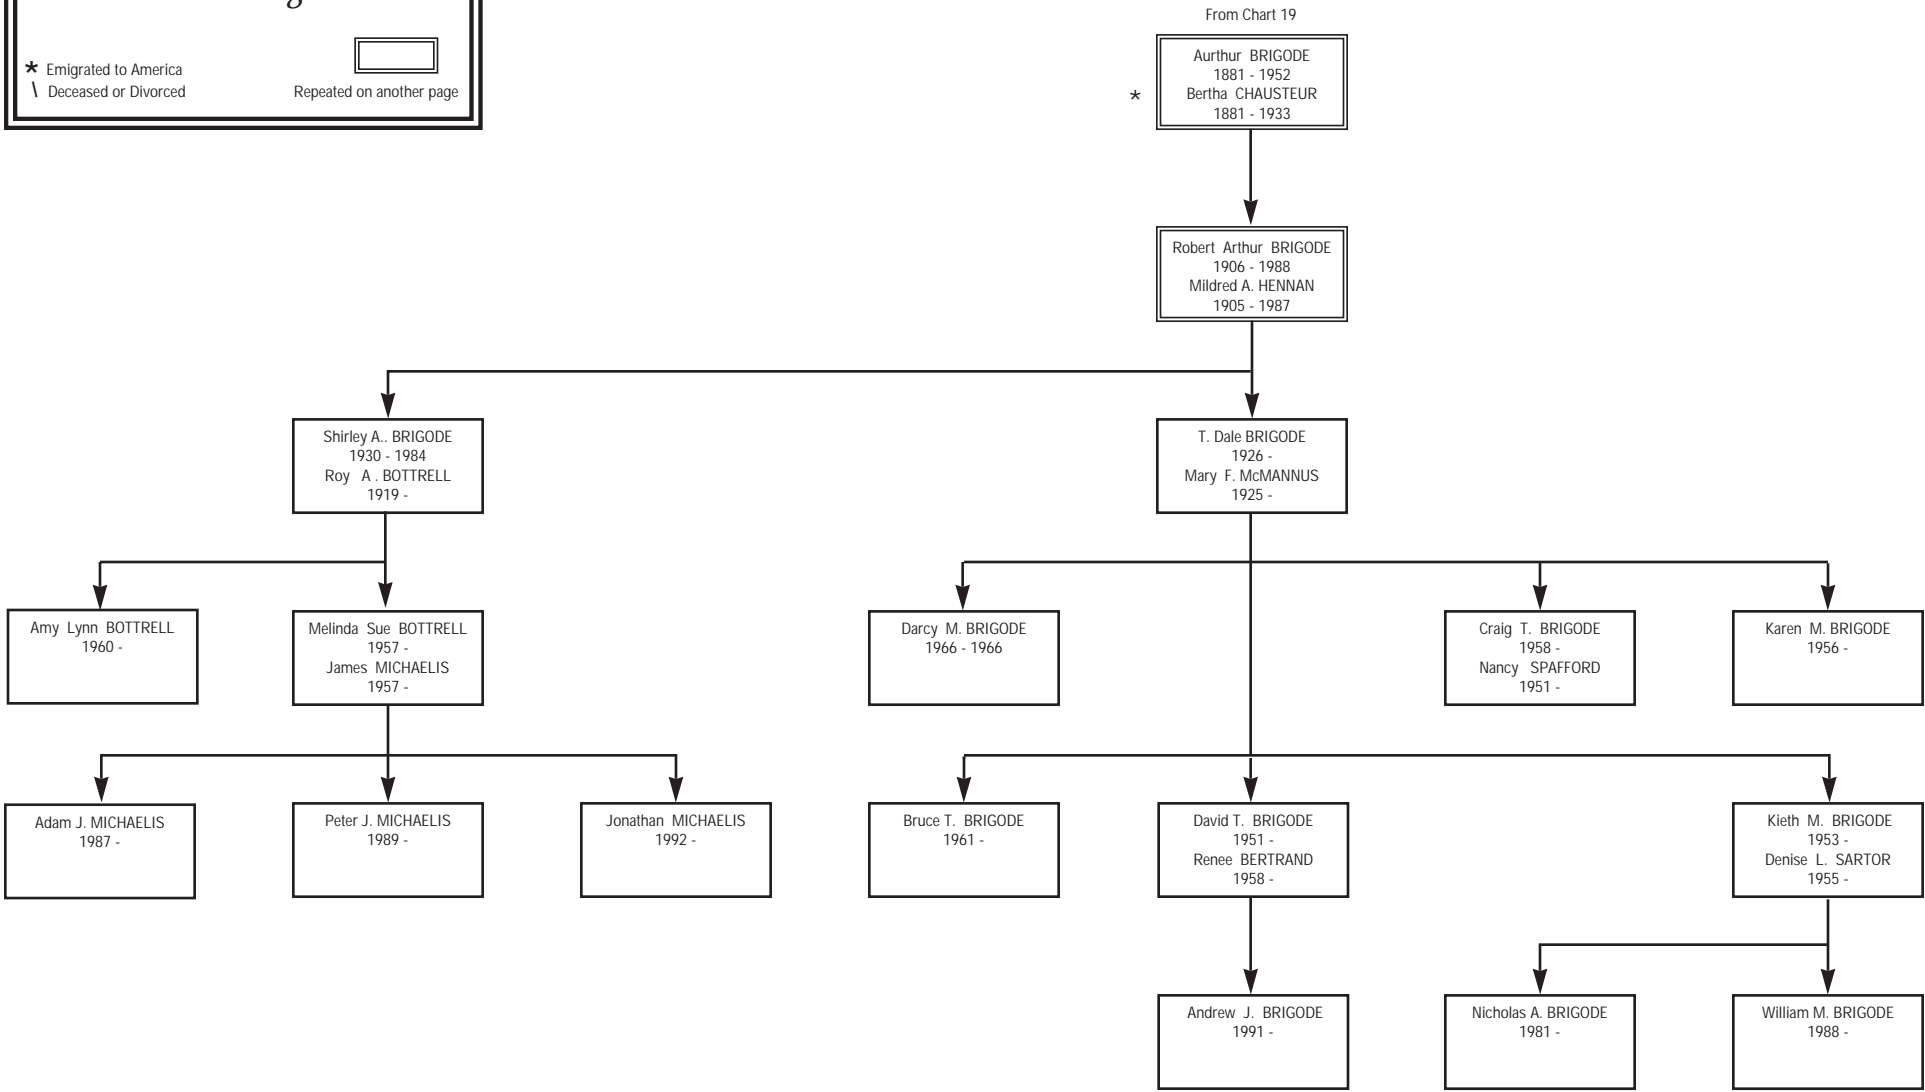 * Emigrated to America
\ Deceased or Divorced
Repeated on another page
From Chart 19
Aurthur BRIGODE
1881 - 1952
* Bertha CHAUSTEUR
1881 - 1933
Robert Arthur BRIGODE
1906 - 1988
Mildred A. HENNAN
1905 - 1987
Shirley A.. BRIGODE
1930 - 1984
Roy A . BOTTRELL
1919 -
T. Dale BRIGODE
1926 -
Mary F. McMANNUS
1925 -
Amy Lynn BOTTRELL
1960 -
Melinda Sue BOTTRELL
1957 -
James MICHAELIS
1957 -
Darcy M. BRIGODE
1966 - 1966
Craig T. BRIGODE
1958 -
Nancy SPAFFORD
1951 -
Karen M. BRIGODE
1956 -
Adam J. MICHAELIS
1987 -
Peter J. MICHAELIS
1989 -
Jonathan MICHAELIS
1992 -
Bruce T. BRIGODE
1961 -
David T. BRIGODE
1951 -
Renee BERTRAND
1958 -
Kieth M. BRIGODE
1953 -
Denise L. SARTOR
1955 -
Andrew J. BRIGODE
1991 -
Nicholas A. BRIGODE
1981 -
William M. BRIGODE
1988 -